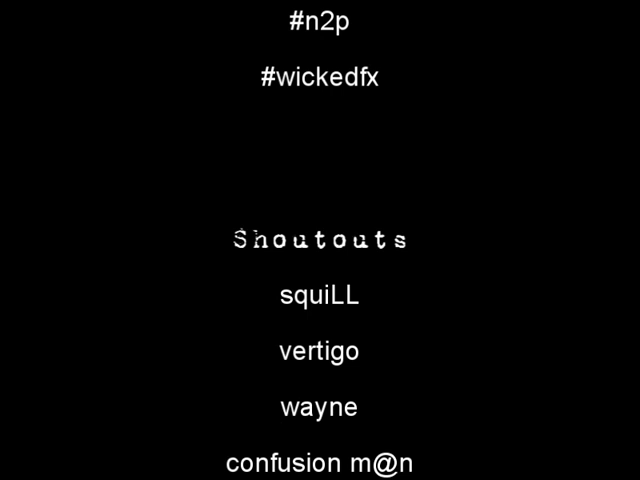 #n2p
#wickedfx
Shoutouts
squiLL
vertigo
wayne
confusion m@n